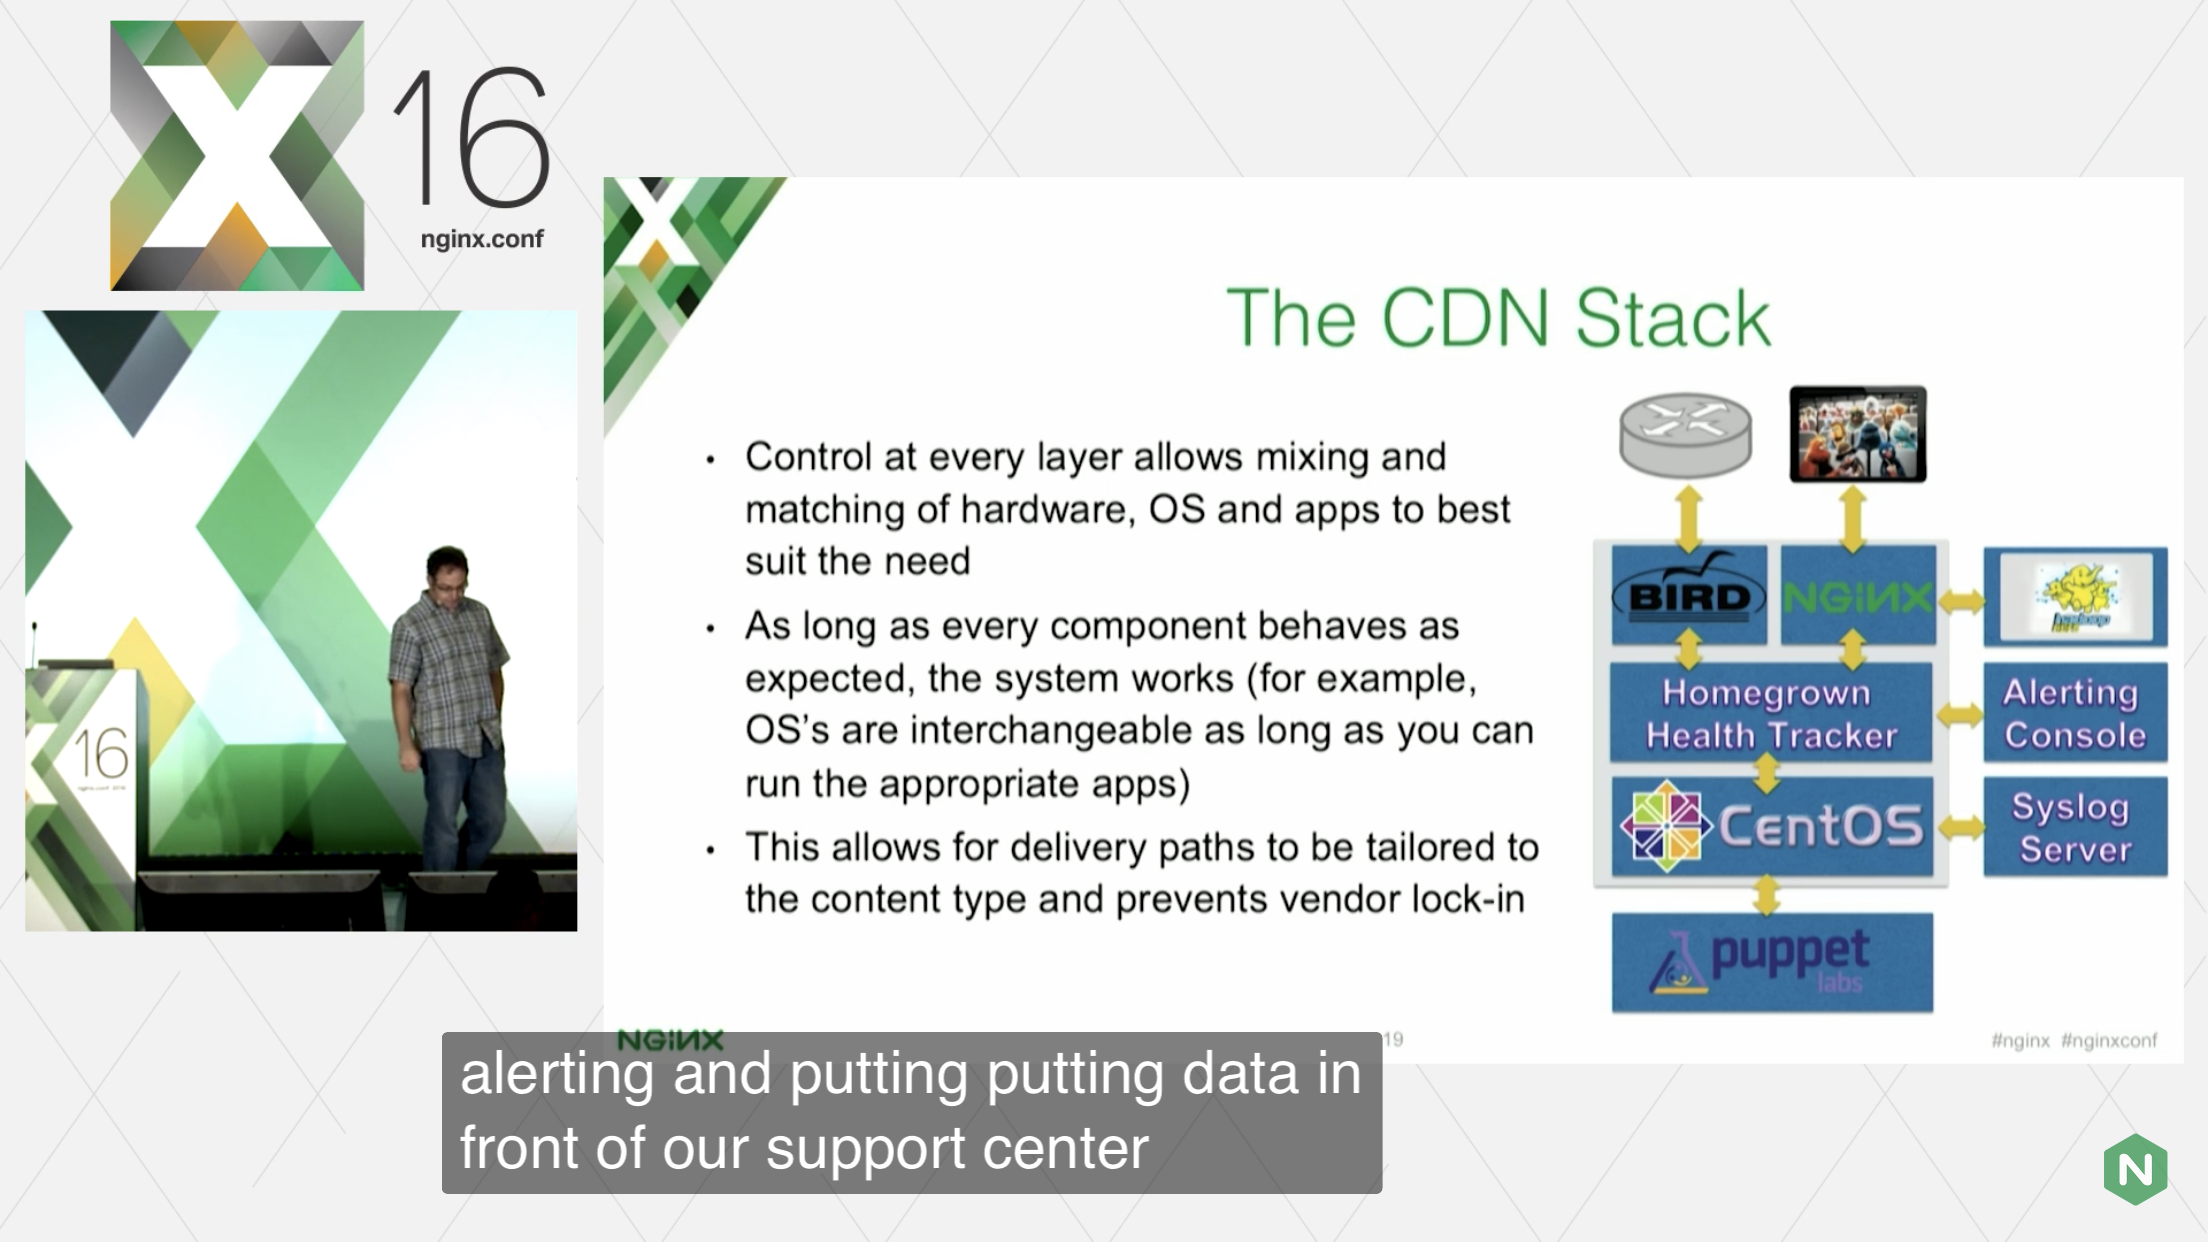 16
nginx.conf
The CDN Stack
• Control at every layer allows mixing and
matching of hardware, OS and apps to best
suit the need
• As long as every component behaves as
expected, the system works (for example,
OS's are interchangeable as long as you can
run the appropriate apps)
• This allows for delivery paths to be tailored to
the content type and prevents vendor lock-in
BIRD
NGINX
hadoop
Homegrown
Health Tracker
Alerting
Console
CentOS
Syslog
Server
puppet
labs
16
NGINX
19
#nginx #nginxconf
alerting and putting putting data in
front of our support center
N